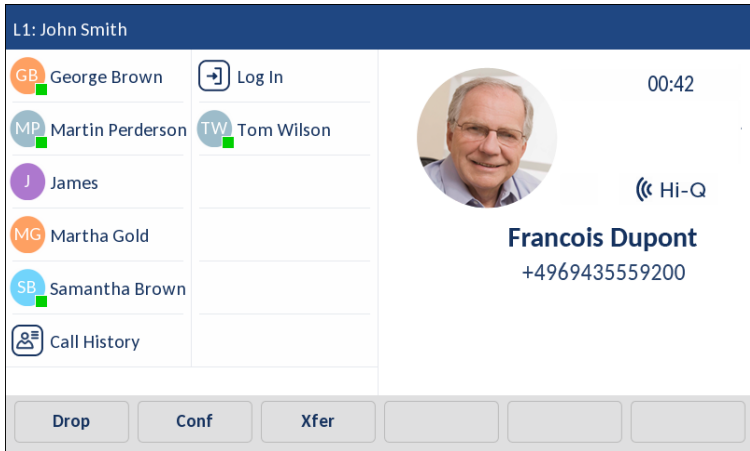 L1: John Smith
GB George Brown
MP Martin Perderson
J James
MG Martha Gold
SB Samantha Brown
Call History
Log In
TW Tom Wilson
00:42
Hi-Q
Francois Dupont
+4969435559200
Drop Conf Xfer